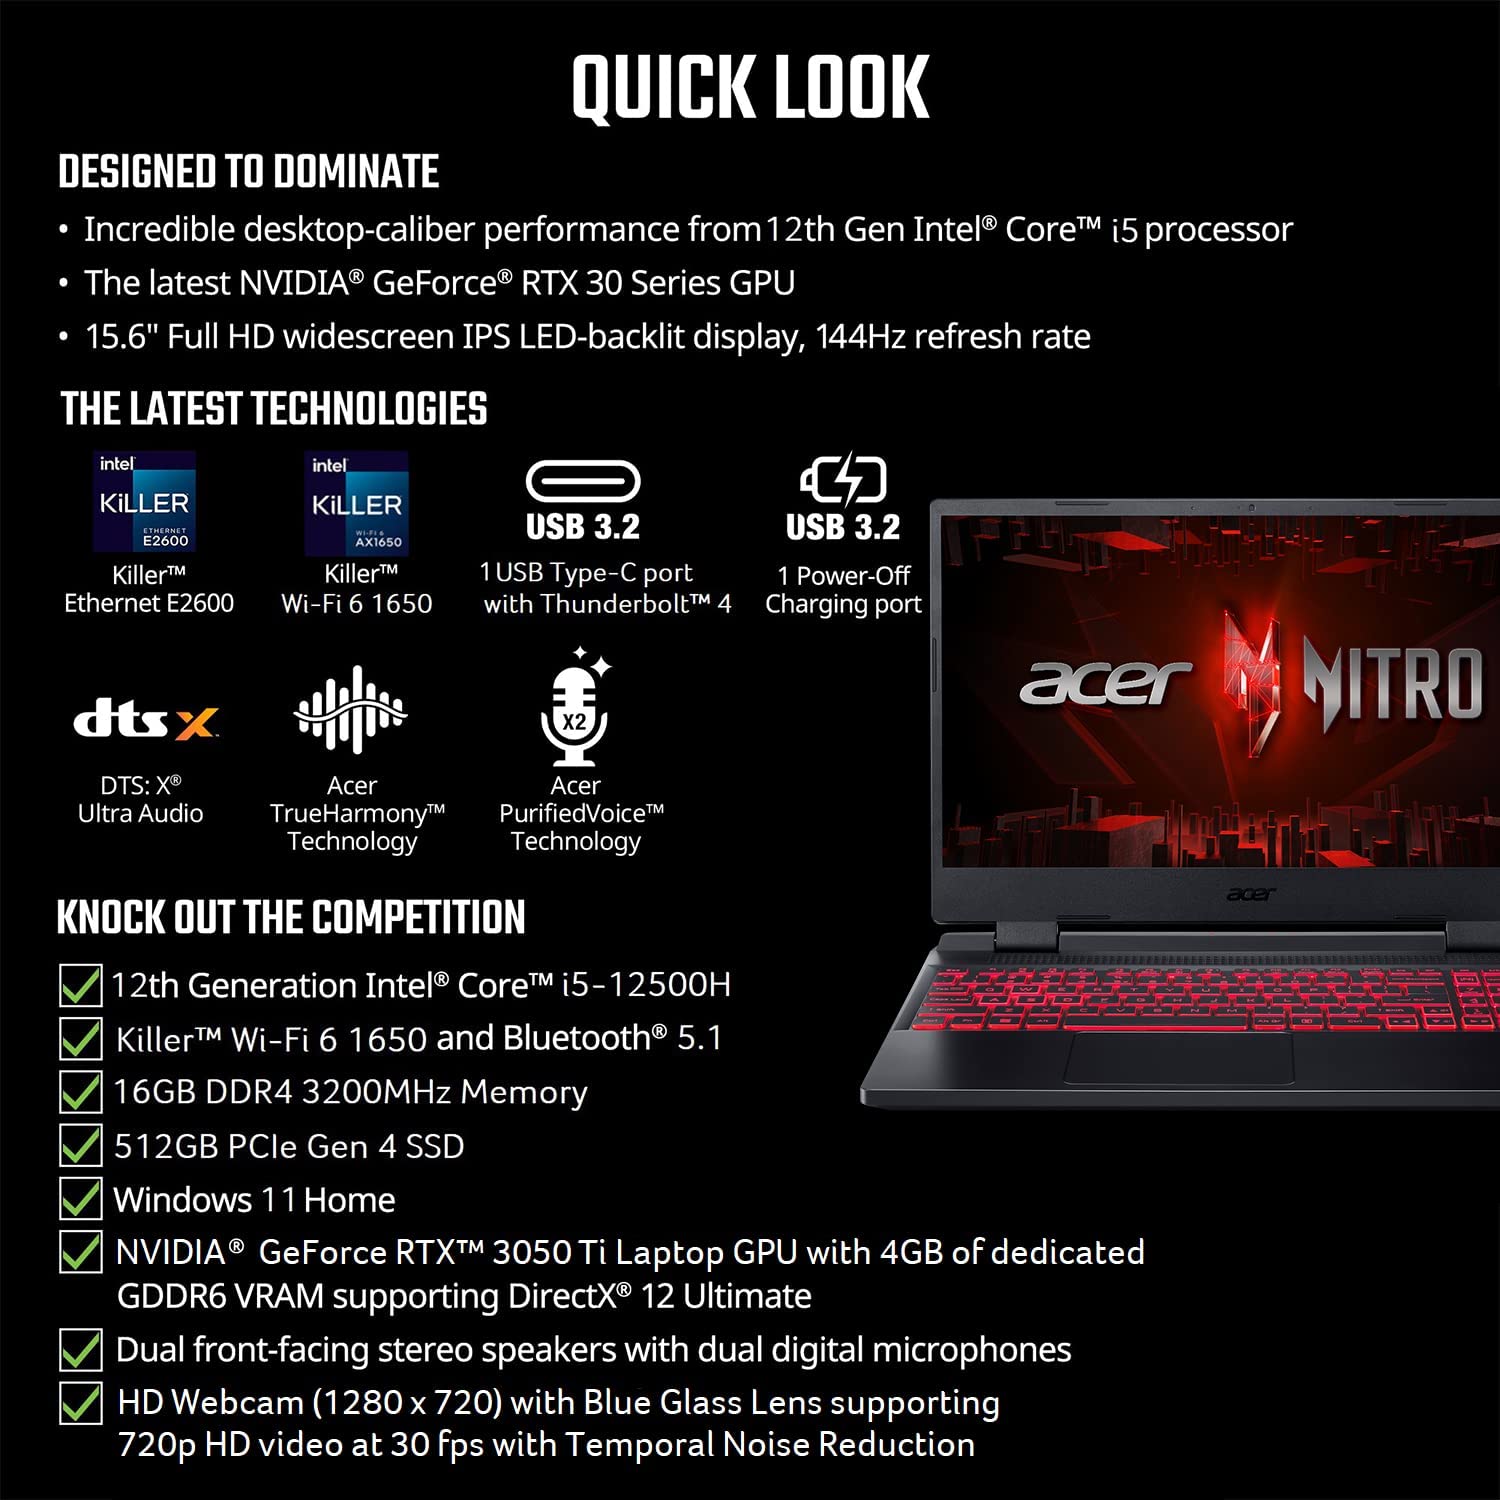 QUICK LOOK
DESIGNED TO DOMINATE
• Incredible desktop-caliber performance from 12th Gen Intel® Core™ i5 processor
• The latest NVIDIA® GeForce® RTX 30 Series GPU
• 15.6" Full HD widescreen IPS LED-backlit display, 144Hz refresh rate
THE LATEST TECHNOLOGIES
intel
KiLLER
ETHERNET
E2600
Killer™
Ethernet E2600
intel
KiLLER
WI-FI 6
AX1650
Killer™
Wi-Fi 6 1650
USB 3.2
1 USB Type-C port
with Thunderbolt™ 4
USB 3.2
1 Power-Off
Charging port
dts X™
DTS: X®
Ultra Audio
Acer
TrueHarmony™
Technology
X2
Acer
PurifiedVoice™
Technology
acer NITRO
acer
KNOCK OUT THE COMPETITION
12th Generation Intel® Core™ i5-12500H
Killer™ Wi-Fi 6 1650 and Bluetooth® 5.1
16GB DDR4 3200MHz Memory
512GB PCIe Gen 4 SSD
Windows 11 Home
NVIDIA® GeForce RTX™ 3050 Ti Laptop GPU with 4GB of dedicated
GDDR6 VRAM supporting DirectX® 12 Ultimate
Dual front-facing stereo speakers with dual digital microphones
HD Webcam (1280 x 720) with Blue Glass Lens supporting
720p HD video at 30 fps with Temporal Noise Reduction